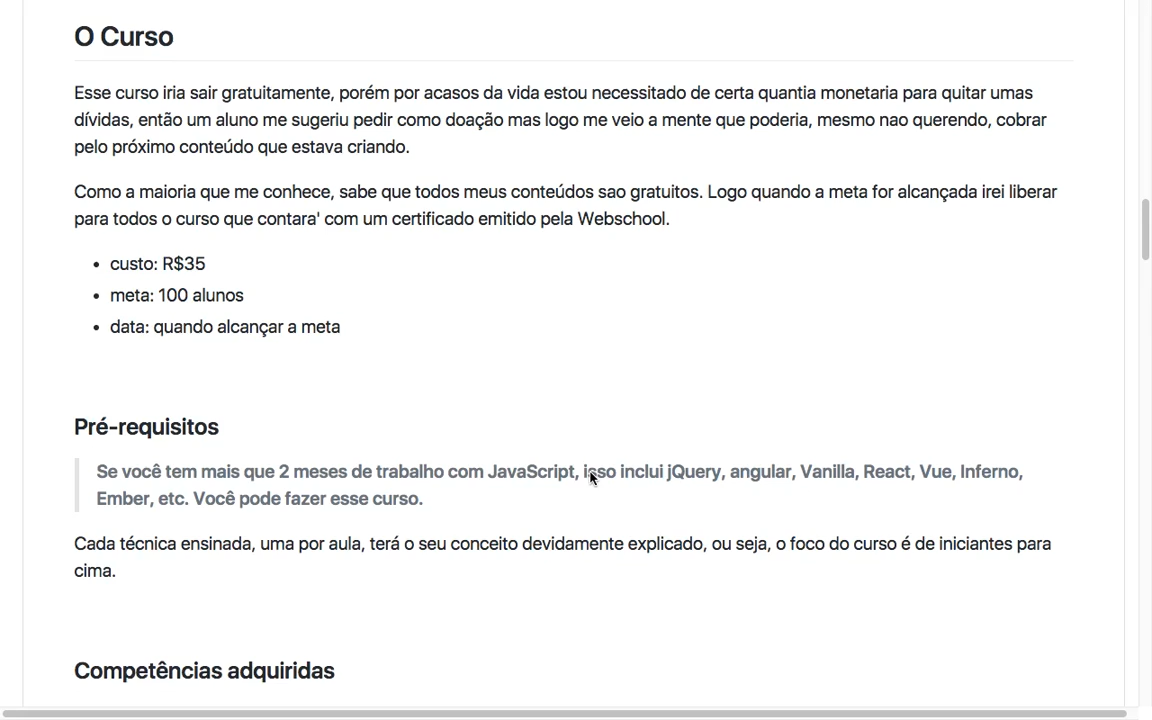 O Curso
Esse curso iria sair gratuitamente, porém por acasos da vida estou necessitado de certa quantia monetaria para quitar umas
dívidas, então um aluno me sugeriu pedir como doação mas logo me veio a mente que poderia, mesmo nao querendo, cobrar
pelo próximo conteúdo que estava criando.
Como a maioria que me conhece, sabe que todos meus conteúdos sao gratuitos. Logo quando a meta for alcançada irei liberar
para todos o curso que contara' com um certificado emitido pela Webschool.
• custo: R$35
• meta: 100 alunos
• data: quando alcançar a meta
Pré-requisitos
Se você tem mais que 2 meses de trabalho com JavaScript, isso inclui jQuery, angular, Vanilla, React, Vue, Inferno,
Ember, etc. Você pode fazer esse curso.
Cada técnica ensinada, uma por aula, terá o seu conceito devidamente explicado, ou seja, o foco do curso é de iniciantes para
cima.
Competências adquiridas